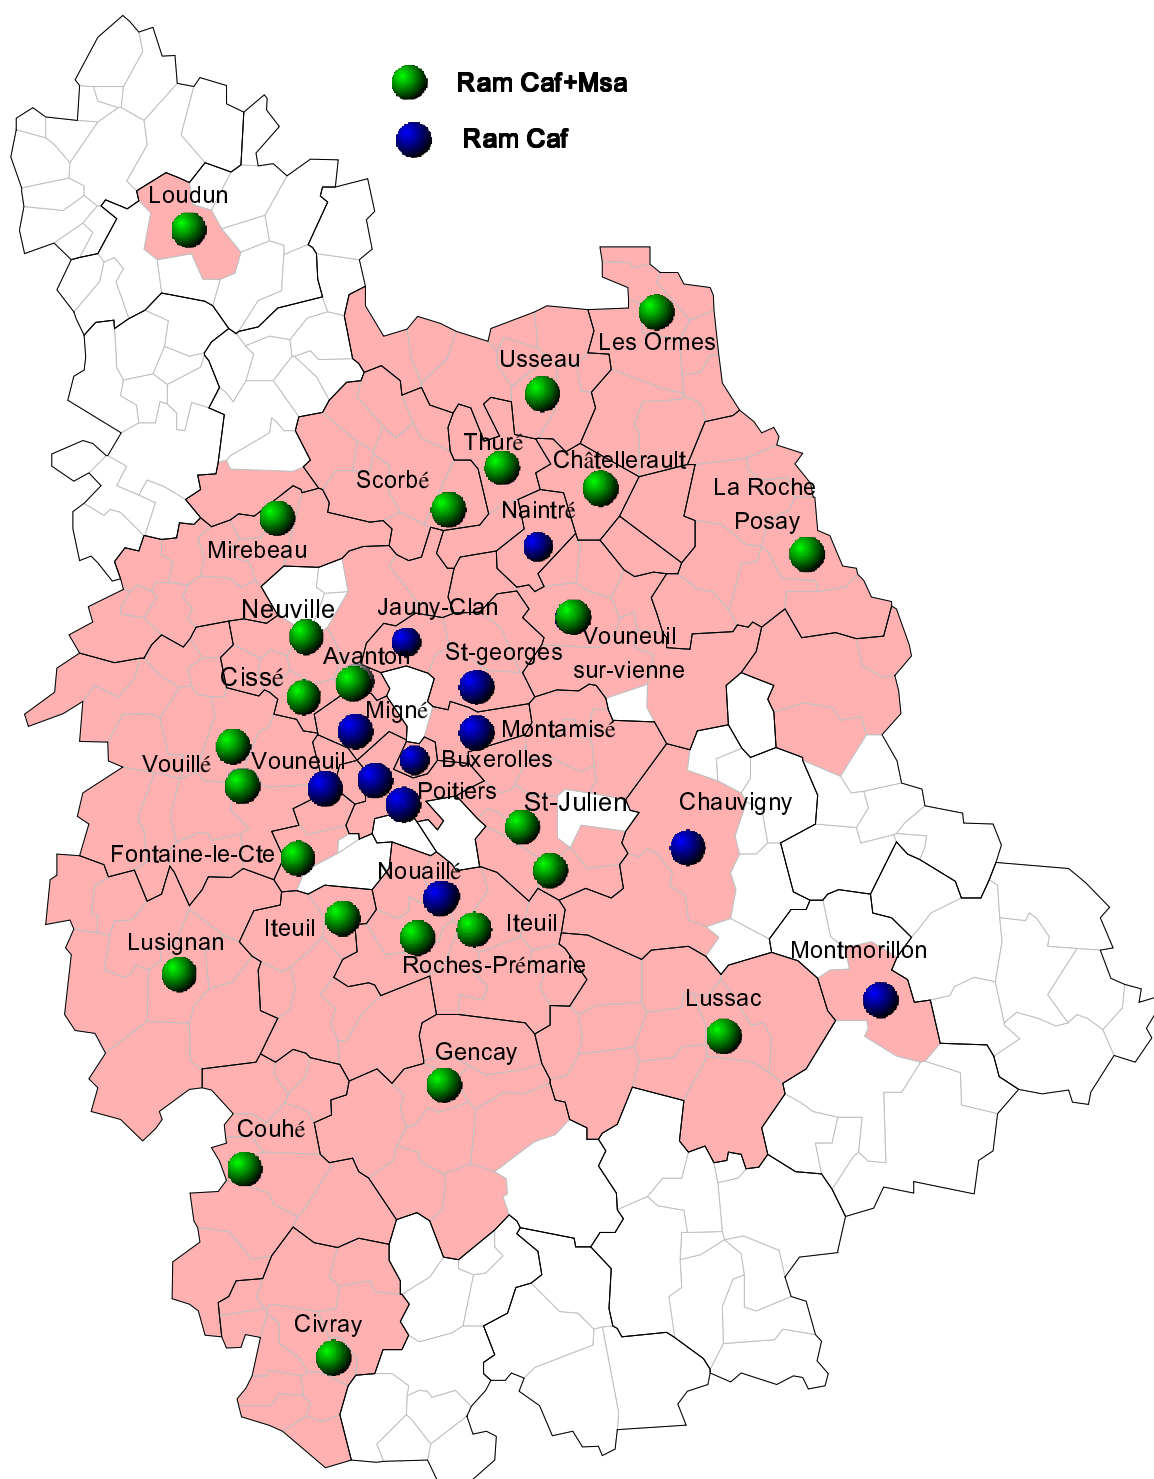 Ram Caf+Msa
Ram Caf
Loudun
Les Ormes
Usseau
Thuré
Châtellerault
Scorbé
La Roche
Posay
Naintré
Mirebeau
Neuville
Jauny-Clan
Vouneuil
sur-vienne
Avanton
St-georges
Cissé
Migné
Montamisé
Vouillé
Vouneuil
Buxerolles
Poitiers
St-Julien
Chauvigny
Fontaine-le-Cte
Nouaillé
Iteuil
Iteuil
Lusignan
Roches-Prémarie
Montmorillon
Lussac
Gencay
Couhé
Civray